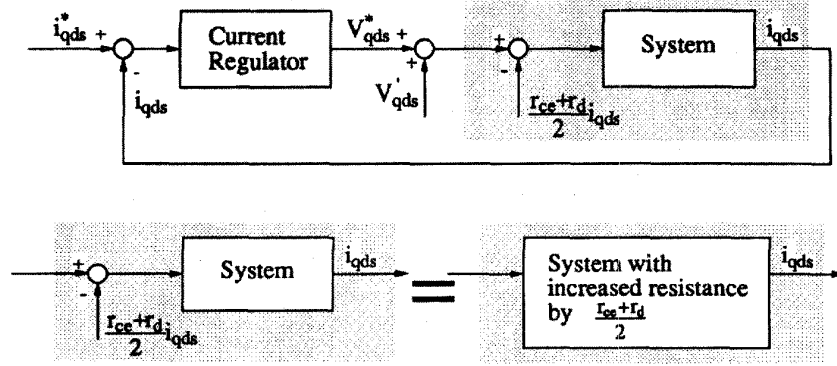 i*qds + Current Regulator V*qds + + System iqds
- iqds + V'qds - rce+rd/2 iqds
+ System iqds = System with increased resistance by rce+rd/2 iqds
- rce+rd/2 iqds